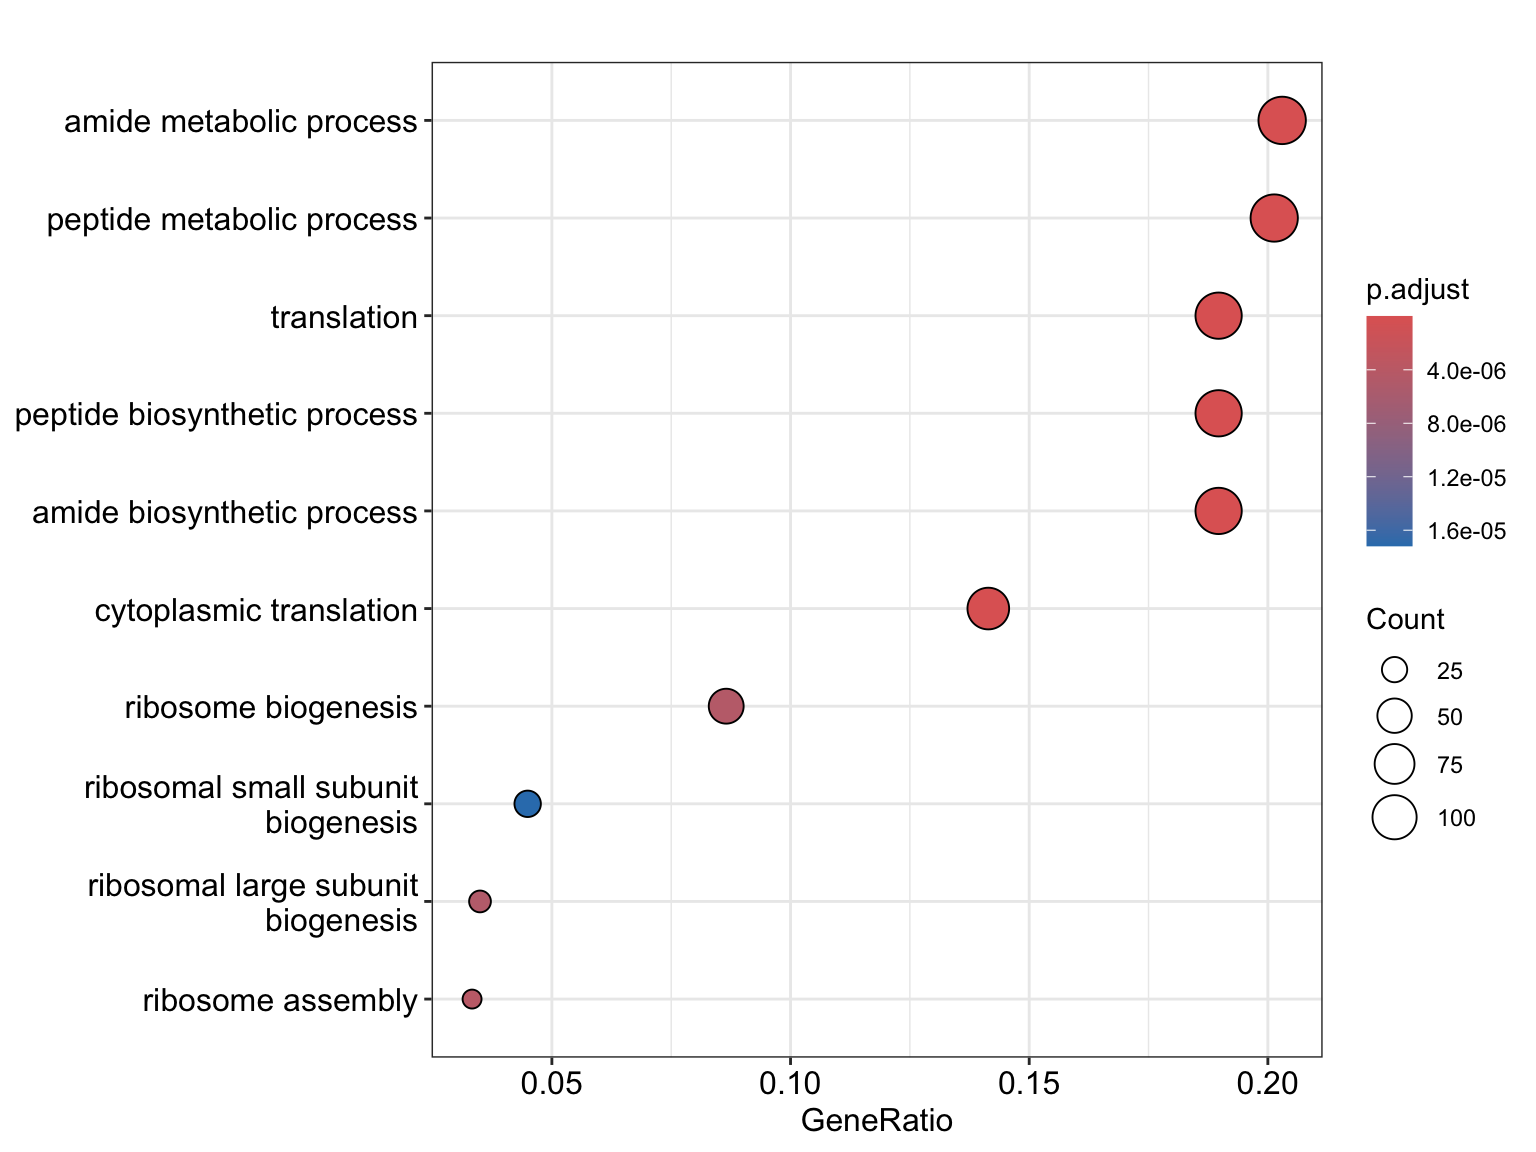 amide metabolic process
peptide metabolic process
translation
peptide biosynthetic process
amide biosynthetic process
cytoplasmic translation
ribosome biogenesis
ribosomal small subunit
biogenesis
ribosomal large subunit
biogenesis
ribosome assembly
0.05 0.10 0.15 0.20
GeneRatio
p.adjust
4.0e-06
8.0e-06
1.2e-05
1.6e-05
Count
25
50
75
100